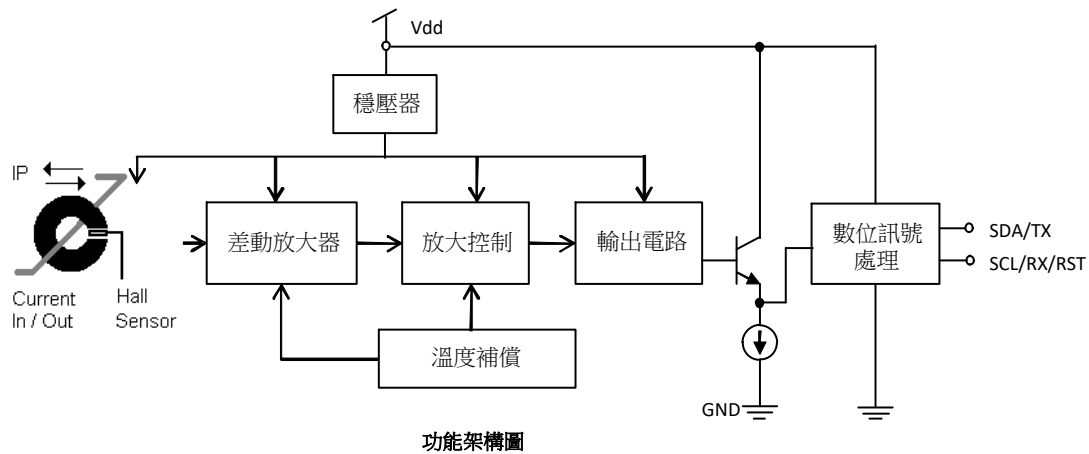 Vdd
穩壓器
IP
差動放大器
放大控制
輸出電路
數位訊號
處理
SDA/TX
SCL/RX/RST
Current
In / Out
Hall
Sensor
溫度補償
GND
功能架構圖